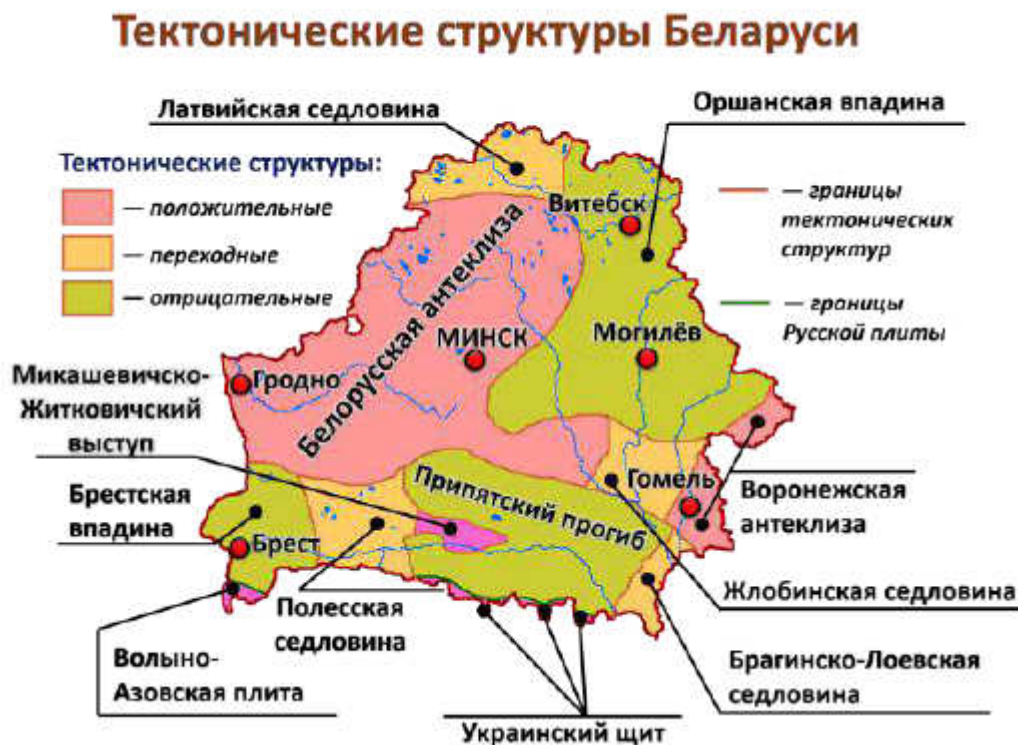 Тектонические структуры Беларуси
Латвийская седловина
Оршанская впадина
Тектонические структуры:
— положительные
— переходные
— отрицательные
— границы
тектонических
структур
— границы
Русской плиты
Витебск
Белорусская антеклиза
МИНСК
Могилёв
Гродно
Микашевичско-
Житковичский
выступ
Брестская
впадина
Брест
Припятский прогиб
Гомель
Воронежская
антеклиза
Жлобинская седловина
Полесская
седловина
Волыно-
Азовская плита
Брагинско-Лоевская
седловина
Украинский щит